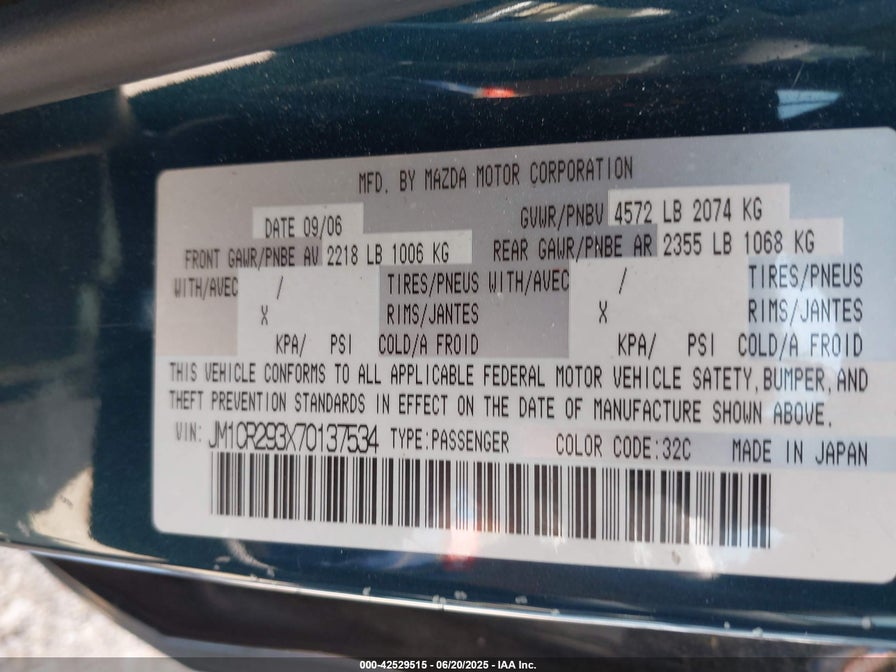 MFD. BY MAZDA MOTOR CORPORATION
DATE 09/06 GVWR/PNBV 4572 LB 2074 KG
FRONT GAWR/PNBE AV 2218 LB 1006 KG REAR GAWR/PNBE AR 2355 LB 1068 KG
WITH/AVEC / TIRES/PNEUS WITH/AVEC / TIRES/PNEUS
X RIMS/JANTES X RIMS/JANTES
KPA/ PSI COLD/A FROID KPA/ PSI COLD/A FROID
THIS VEHICLE CONFORMS TO ALL APPLICABLE FEDERAL MOTOR VEHICLE SATETY, BUMPER, AND
THEFT PREVENTION STANDARDS IN EFFECT ON THE DATE OF MANUFACTURE SHOWN ABOVE.
VIN: JM1CR293X70137534 TYPE:PASSENGER COLOR CODE:32C MADE IN JAPAN
000-42529515 - 06/20/2025 - IAA Inc.